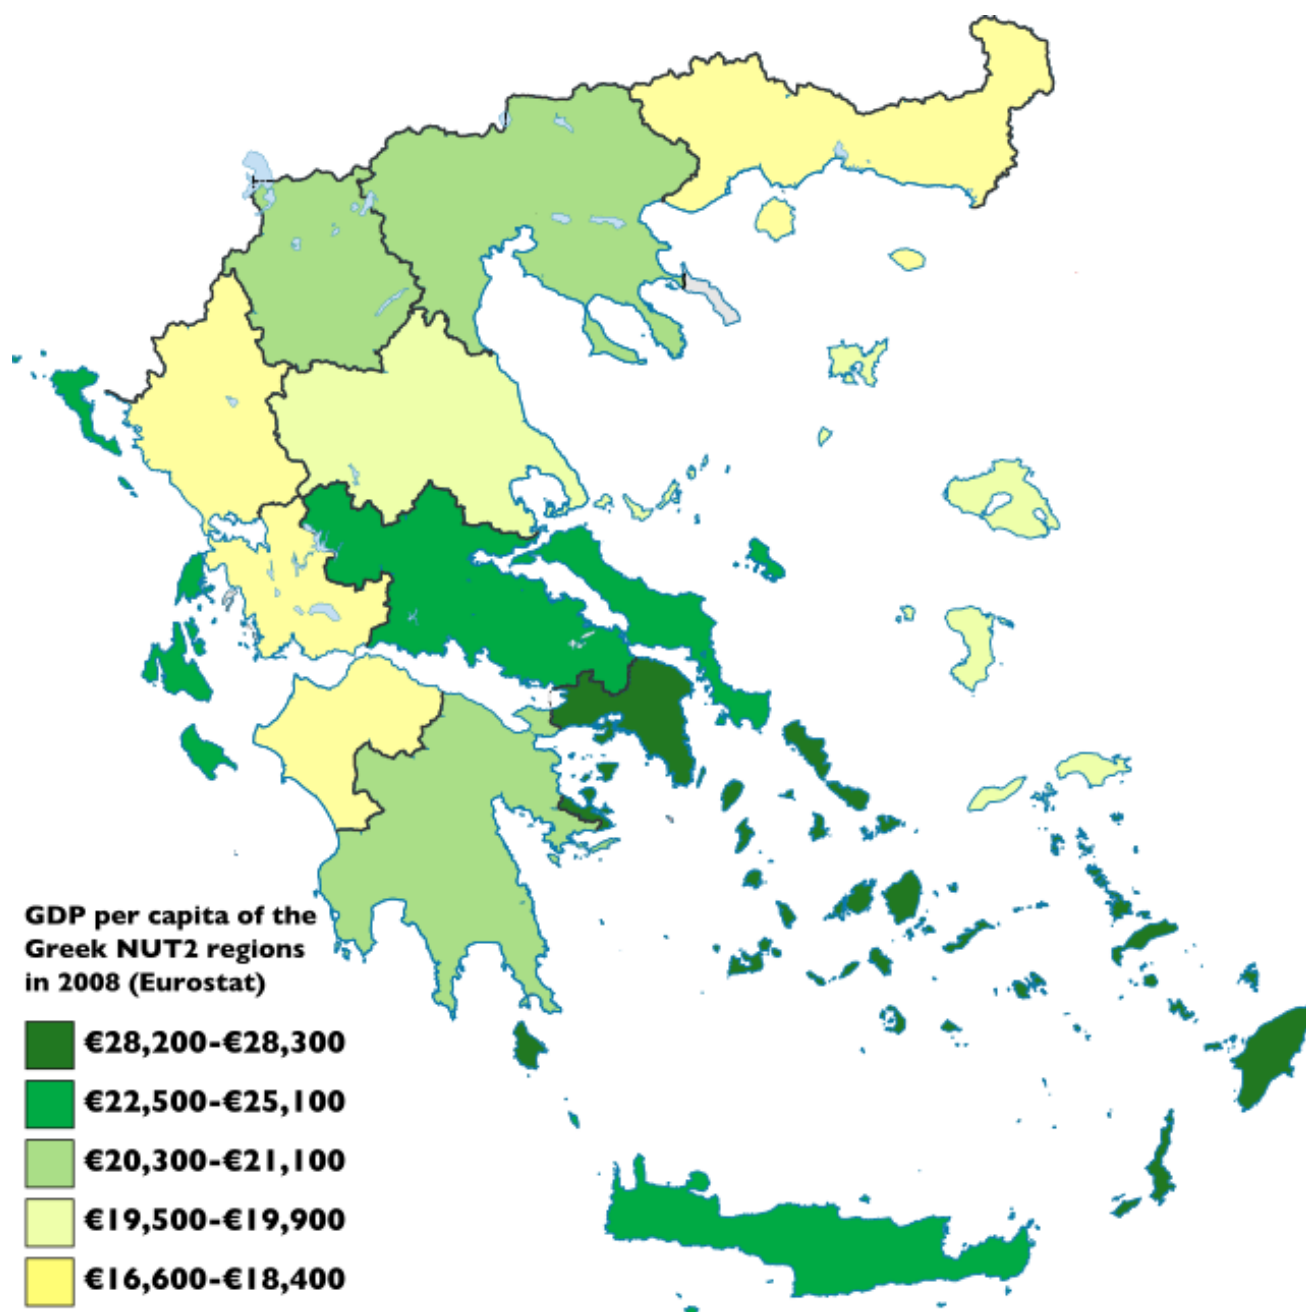 GDP per capita of the
Greek NUT2 regions
in 2008 (Eurostat)
€28,200-€28,300
€22,500-€25,100
€20,300-€21,100
€19,500-€19,900
€16,600-€18,400